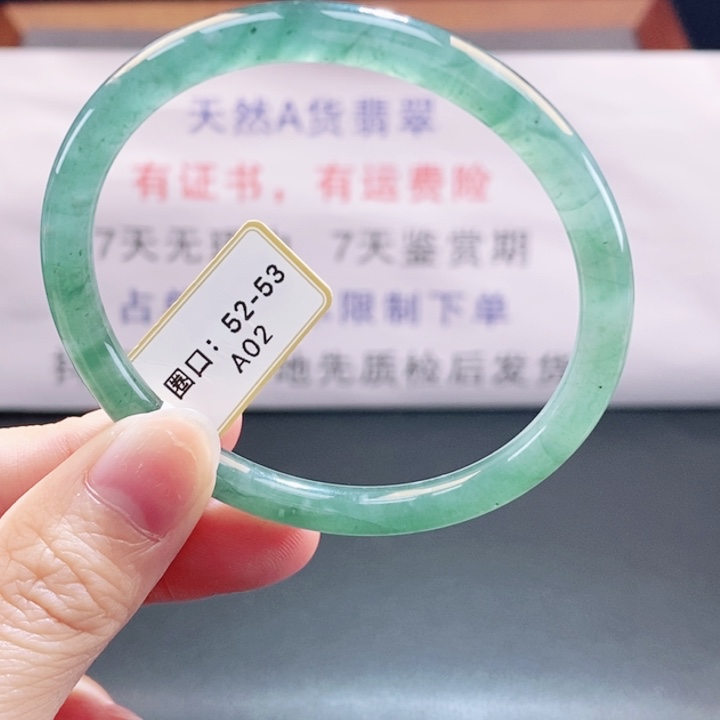 天然A货翡翠
有证书，有运费险
7天无理 7天鉴赏期
限制下单
地先质检后发货
圈口：52-53
A02